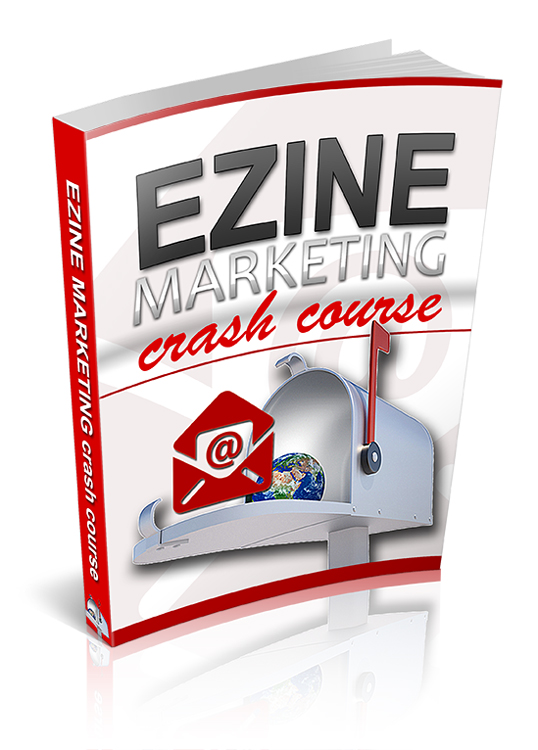 EZINE
MARKETING
crash course
@
EZINE MARKETING crash course